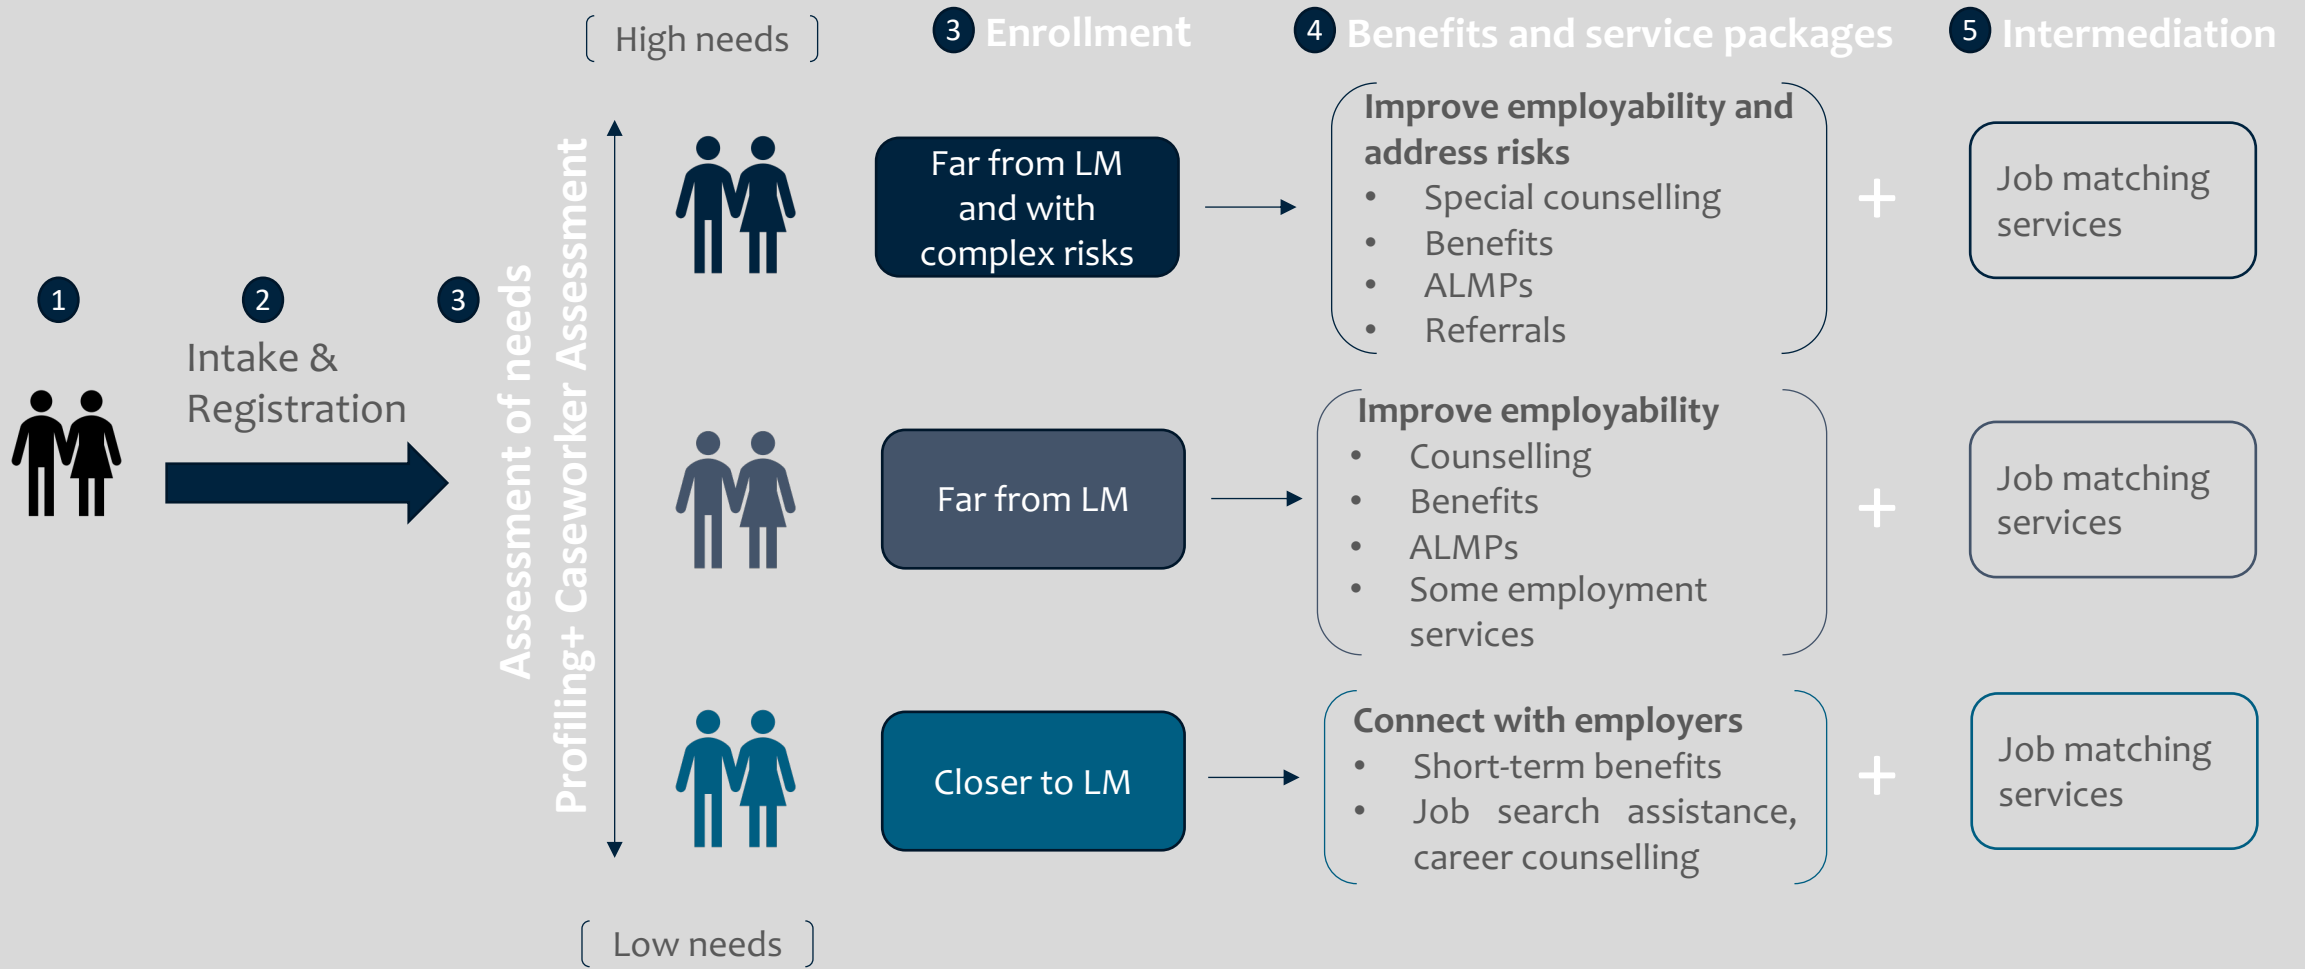 1
2
Intake &
Registration
3
Assessment of needs
Profiling+ Caseworker Assessment
High needs
Low needs
3 Enrollment
4 Benefits and service packages
5 Intermediation
Far from LM
and with
complex risks
Improve employability and
address risks
• Special counselling
• Benefits
• ALMPs
• Referrals
+
Job matching
services
Far from LM
Improve employability
• Counselling
• Benefits
• ALMPs
• Some employment
services
+
Job matching
services
Closer to LM
Connect with employers
• Short-term benefits
• Job search assistance,
career counselling
+
Job matching
services